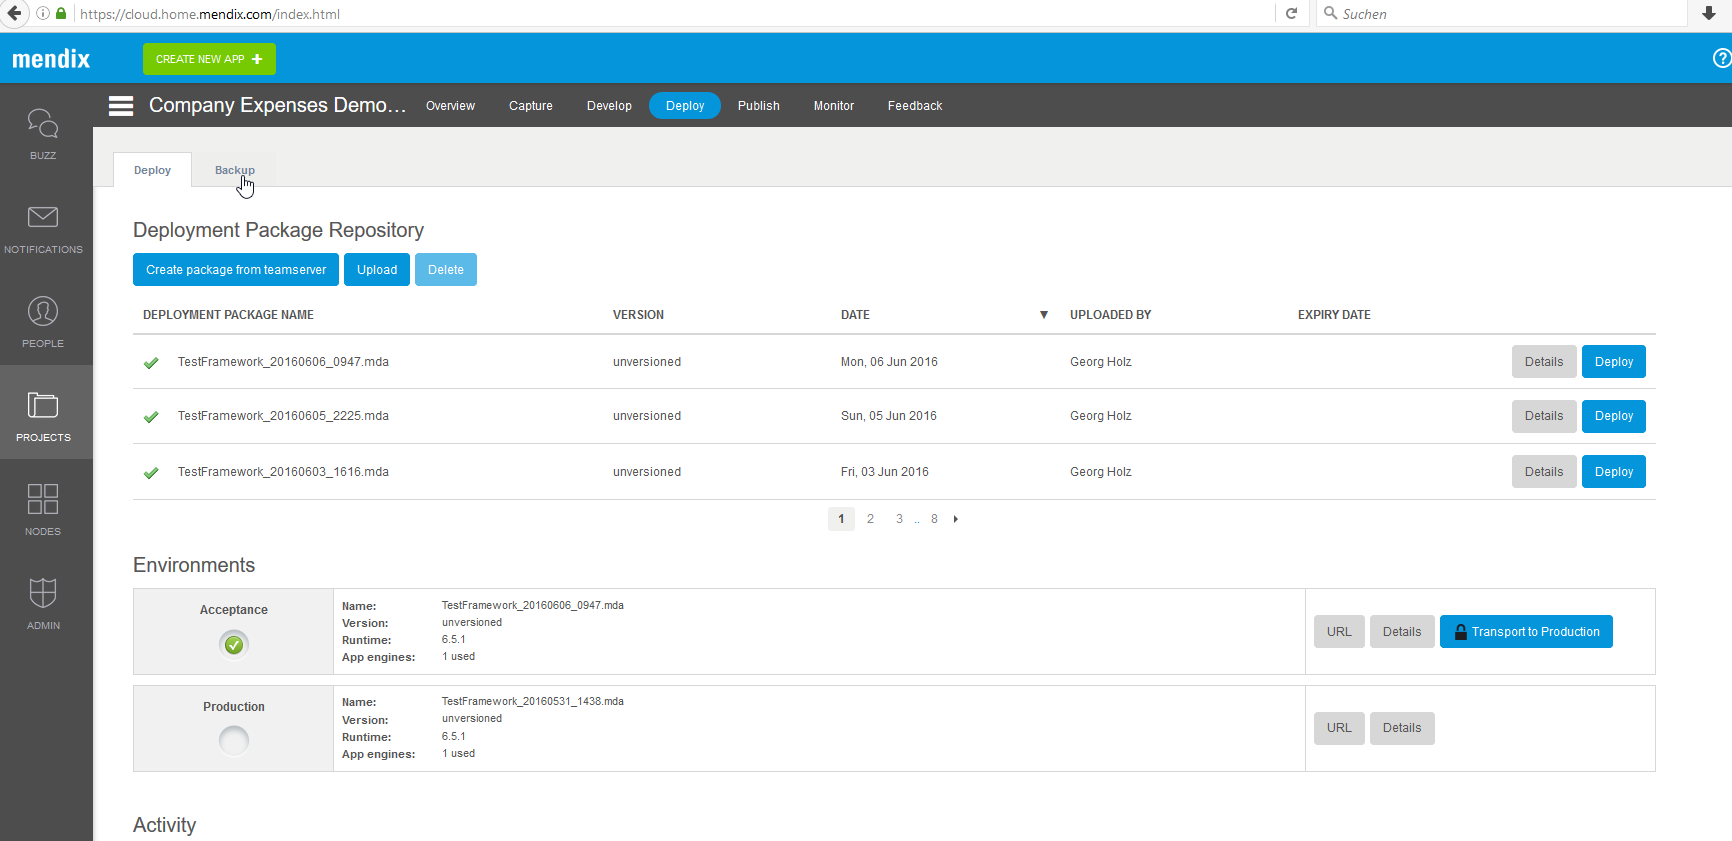 https://cloud.home.mendix.com/index.html
Suchen
mendix
CREATE NEW APP +
?
Company Expenses Demo...
Overview
Capture
Develop
Deploy
Publish
Monitor
Feedback
BUZZ
NOTIFICATIONS
PEOPLE
PROJECTS
NODES
ADMIN
Deploy
Backup
Deployment Package Repository
Create package from teamserver
Upload
Delete
DEPLOYMENT PACKAGE NAME VERSION DATE ▼ UPLOADED BY EXPIRY DATE
TestFramework_20160606_0947.mda unversioned Mon, 06 Jun 2016 Georg Holz Details Deploy
TestFramework_20160605_2225.mda unversioned Sun, 05 Jun 2016 Georg Holz Details Deploy
TestFramework_20160603_1616.mda unversioned Fri, 03 Jun 2016 Georg Holz Details Deploy
1 2 3 .. 8
Environments
Acceptance
Name: TestFramework_20160606_0947.mda
Version: unversioned
Runtime: 6.5.1
App engines: 1 used
URL Details Transport to Production
Production
Name: TestFramework_20160531_1438.mda
Version: unversioned
Runtime: 6.5.1
App engines: 1 used
URL Details
Activity